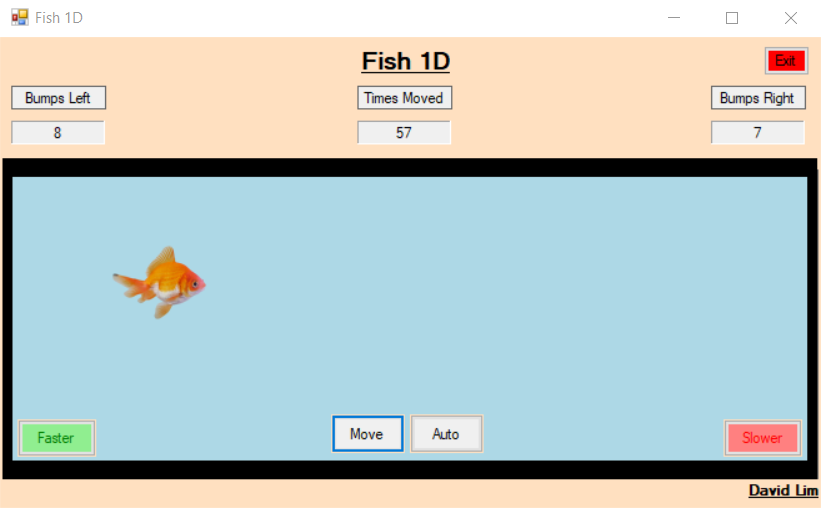 Fish 1D
Fish 1D
Exit
Bumps Left
Times Moved
Bumps Right
8
57
7
Faster
Move
Auto
Slower
David Lim